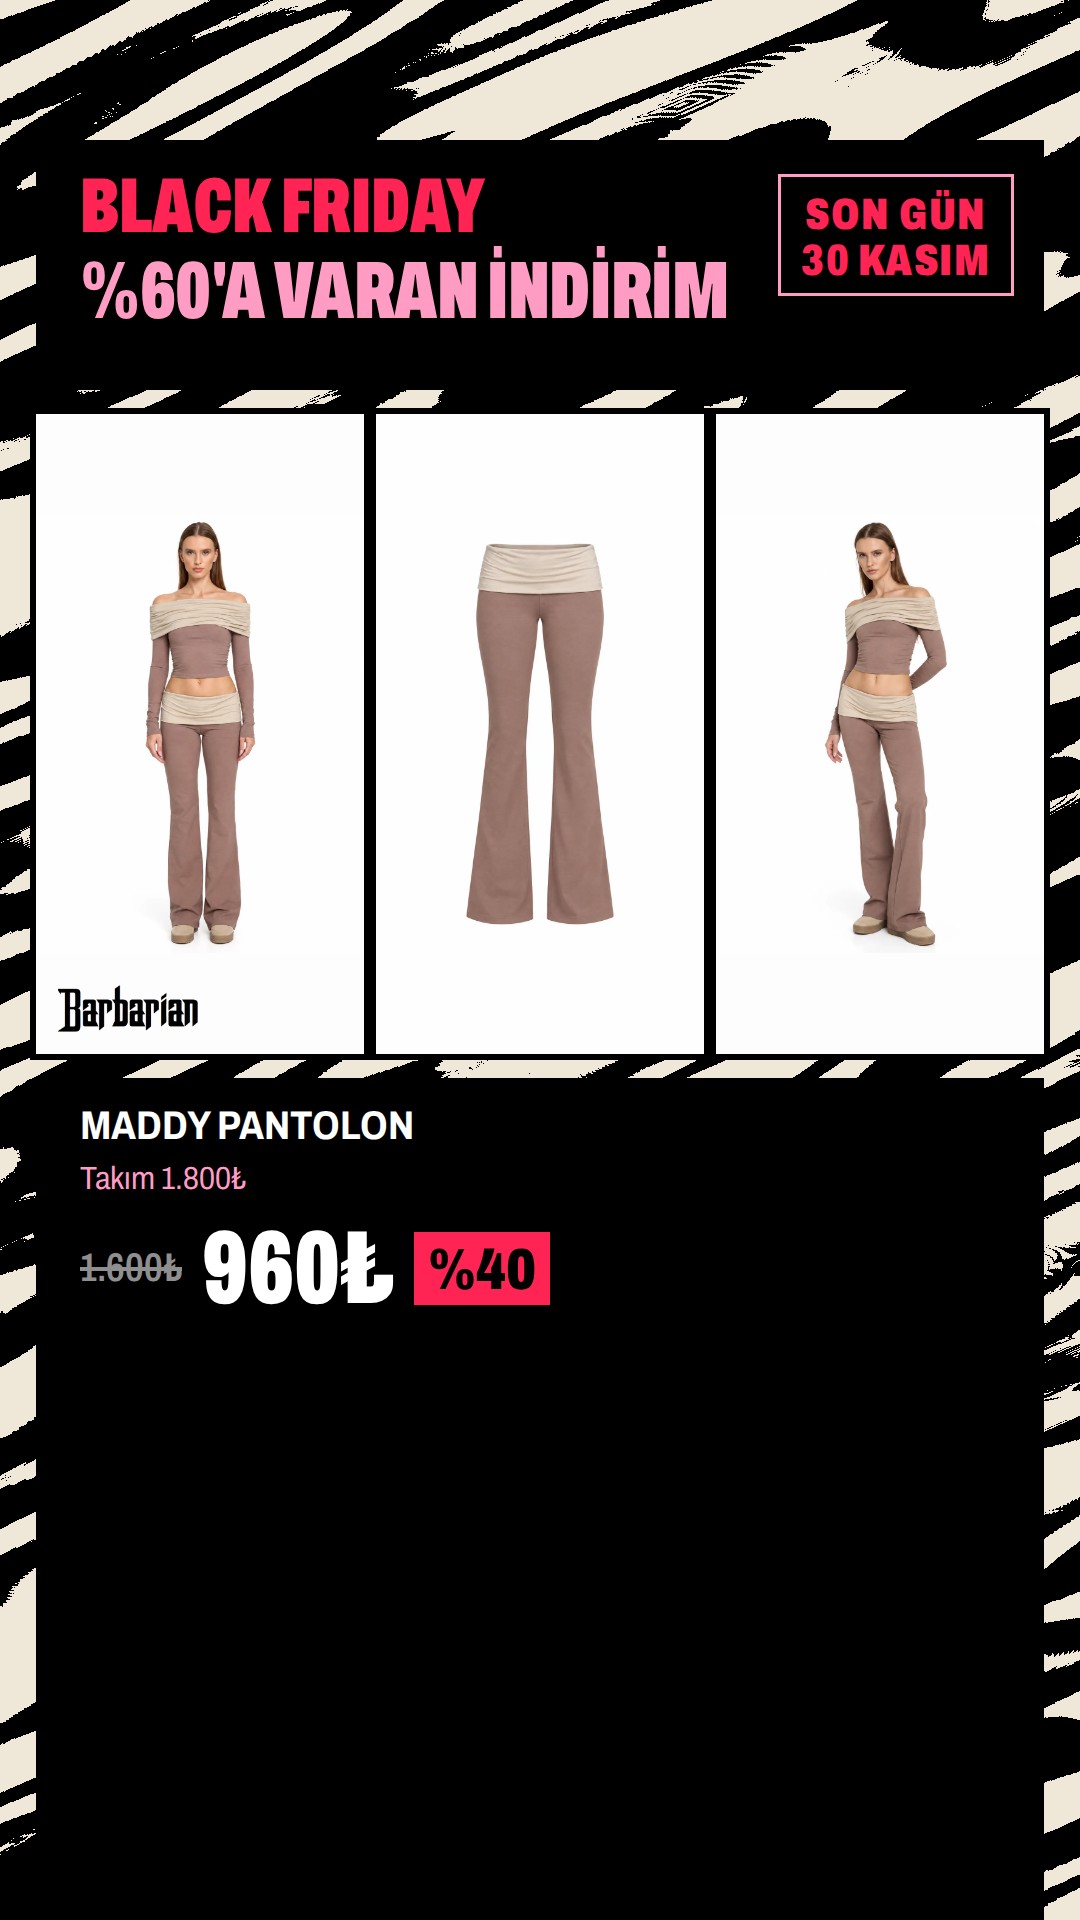 BLACK FRIDAY
%60'A VARAN İNDİRİM
SON GÜN
30 KASIM
Barbarian
MADDY PANTOLON
Takım 1.800₺
1.600₺ 960₺ %40